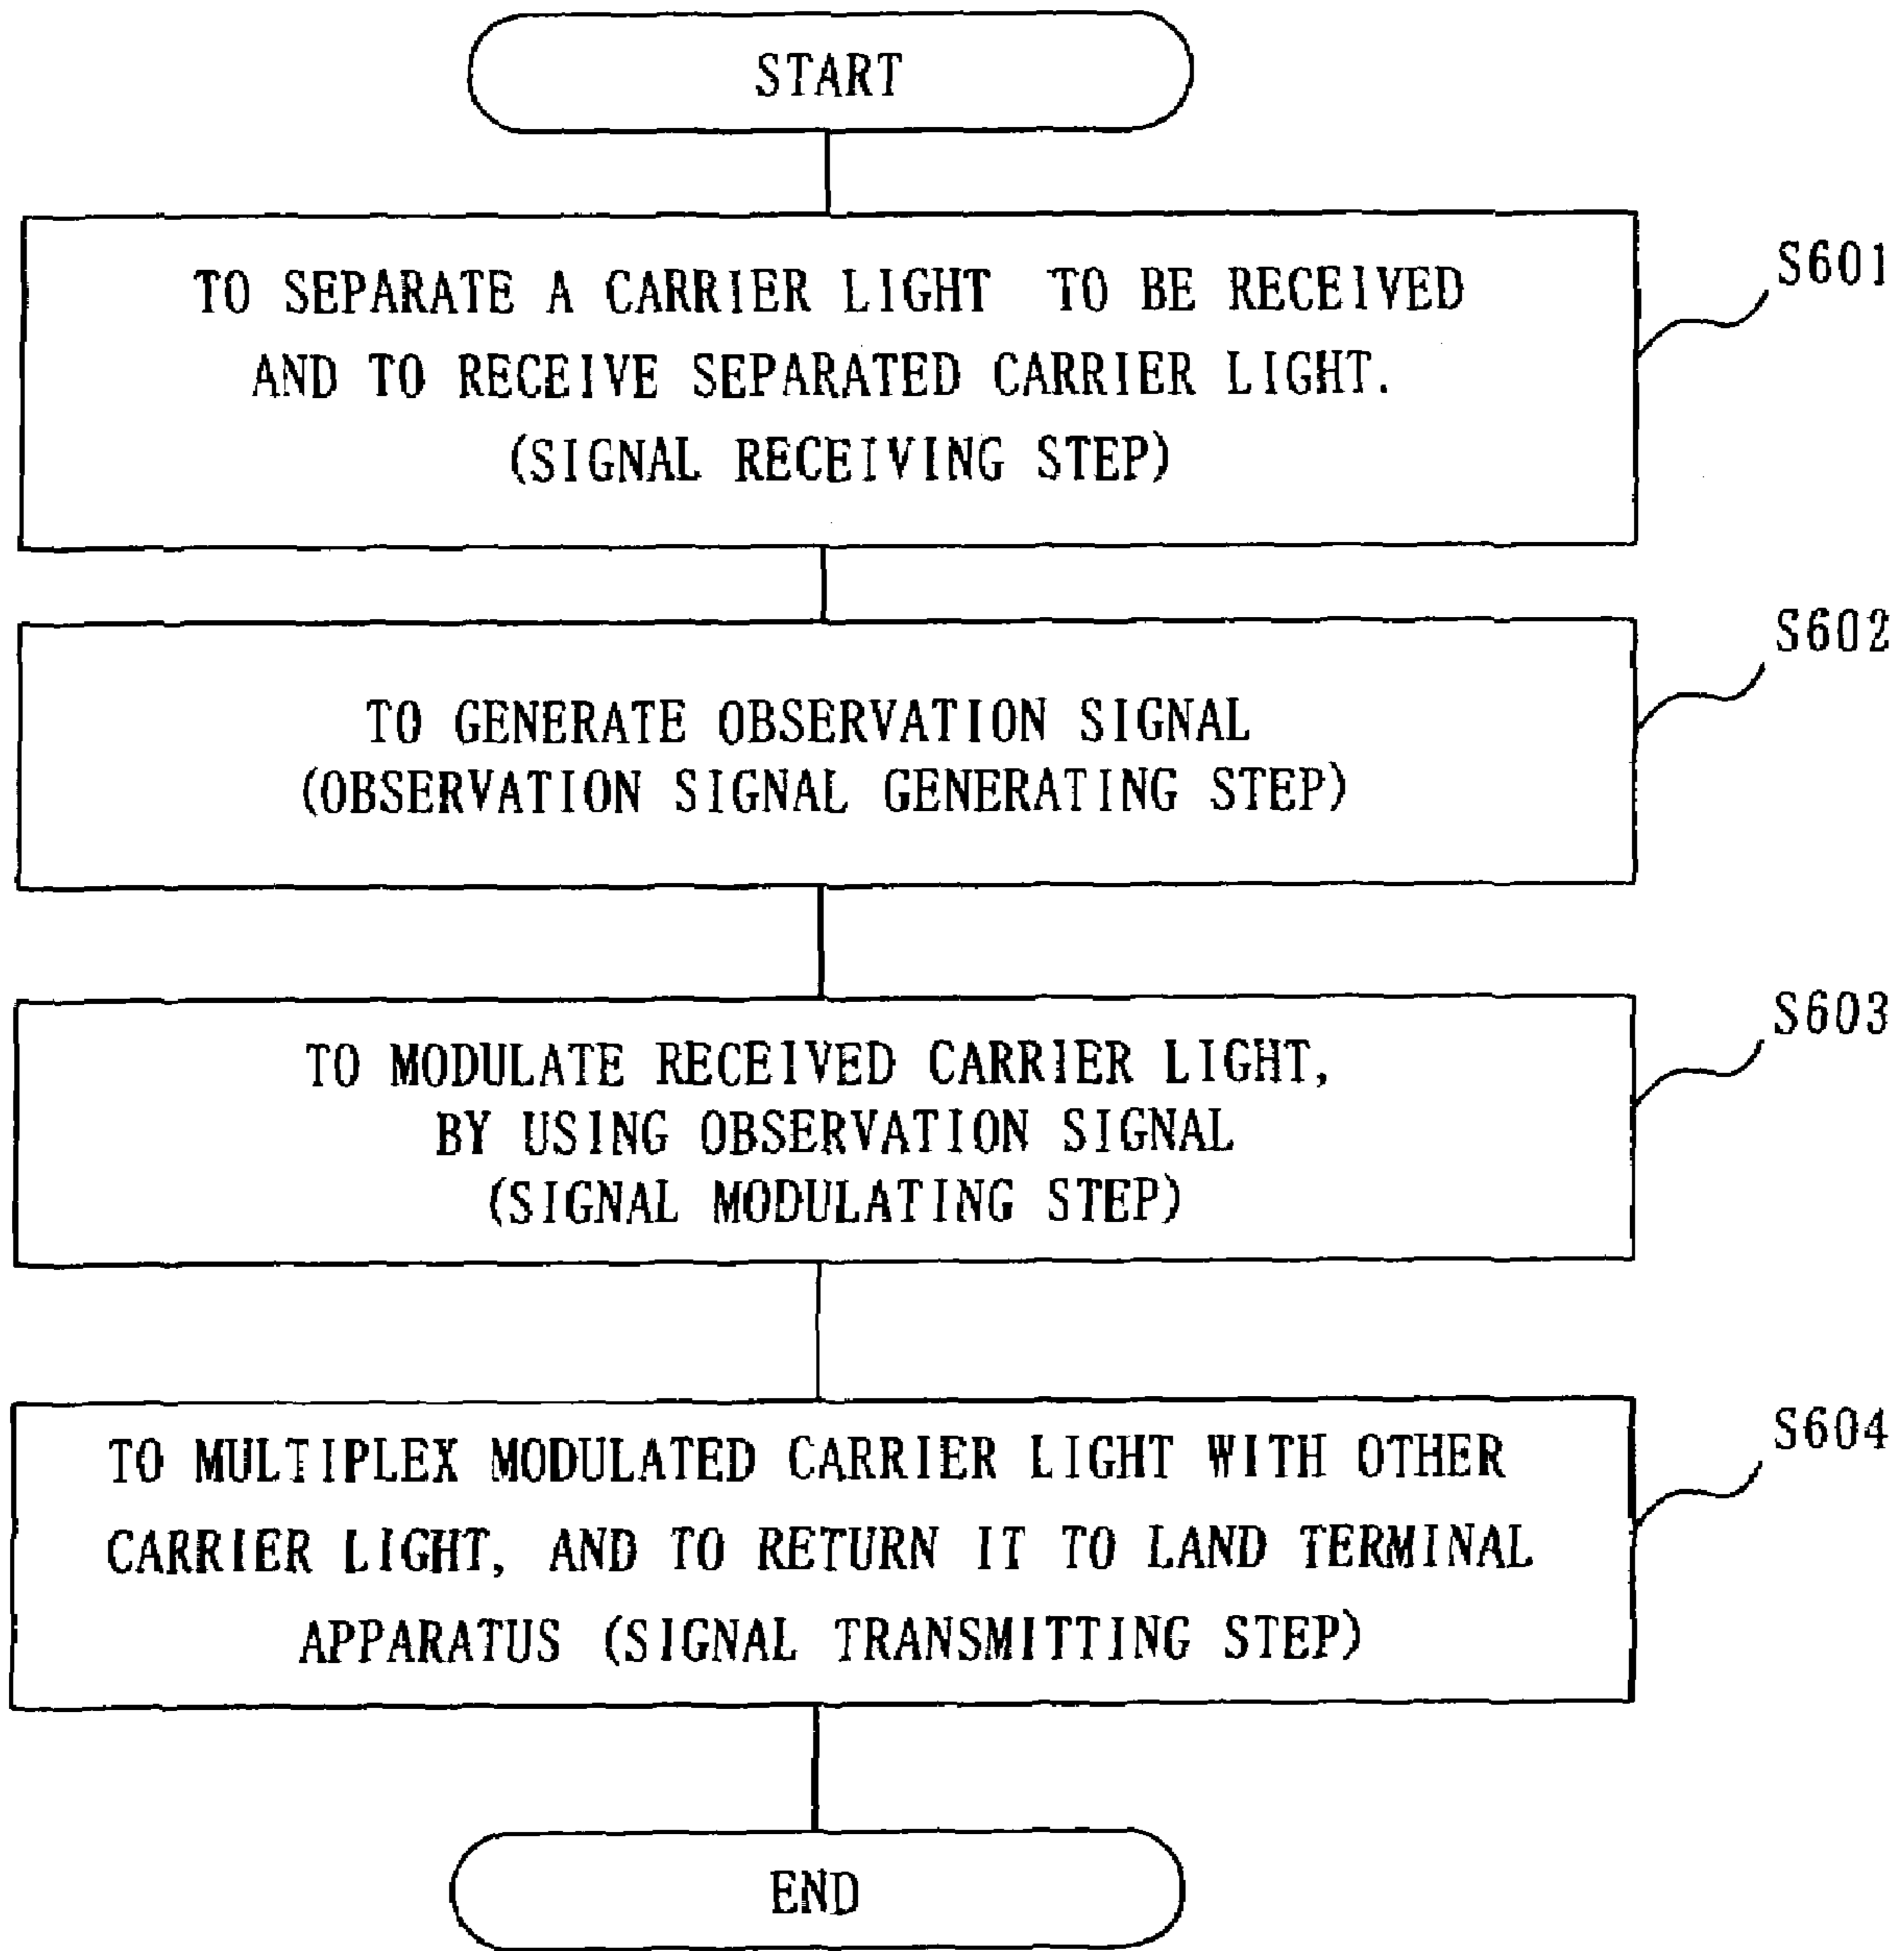 START
TO SEPARATE A CARRIER LIGHT TO BE RECEIVED
AND TO RECEIVE SEPARATED CARRIER LIGHT.
(SIGNAL RECEIVING STEP)
S601
TO GENERATE OBSERVATION SIGNAL
(OBSERVATION SIGNAL GENERATING STEP)
S602
TO MODULATE RECEIVED CARRIER LIGHT,
BY USING OBSERVATION SIGNAL
(SIGNAL MODULATING STEP)
S603
TO MULTIPLEX MODULATED CARRIER LIGHT WITH OTHER
CARRIER LIGHT, AND TO RETURN IT TO LAND TERMINAL
APPARATUS (SIGNAL TRANSMITTING STEP)
S604
END